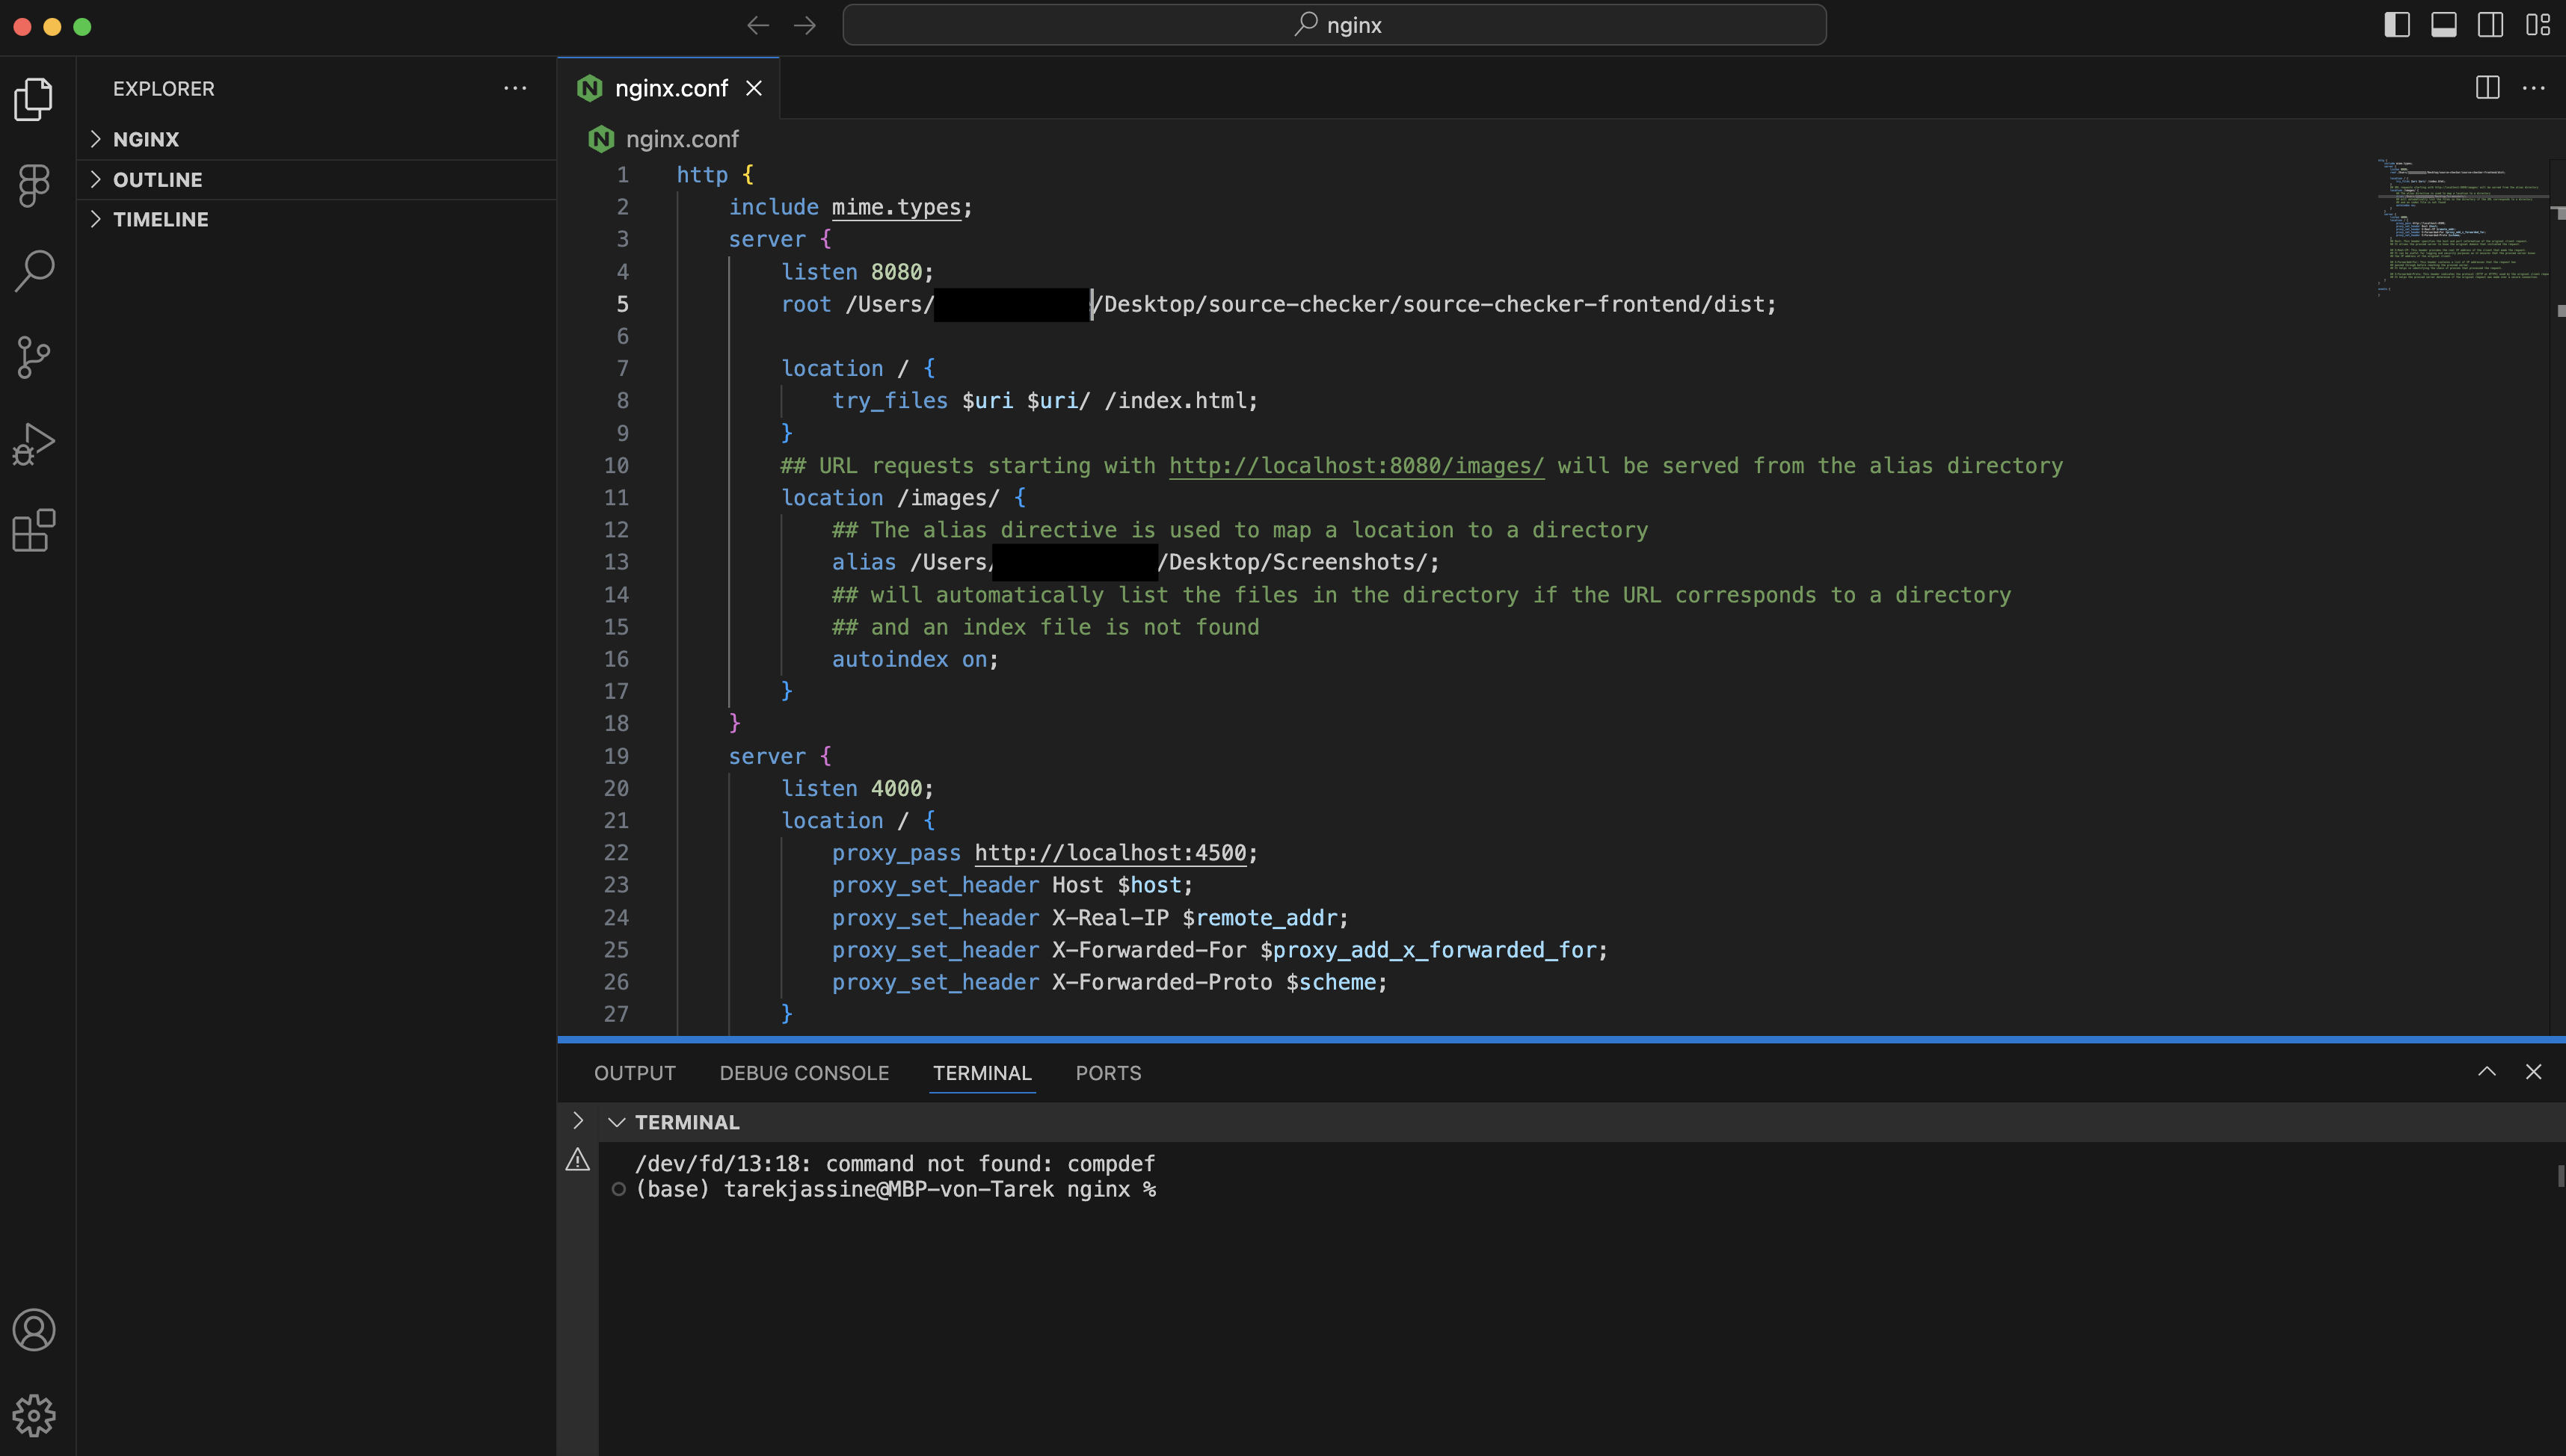 nginx
EXPLORER
NGINX
OUTLINE
TIMELINE
nginx.conf
nginx.conf
1 http {
2 include mime.types;
3 server {
4 listen 8080;
5 root /Users/ /Desktop/source-checker/source-checker-frontend/dist;
6
7 location / {
8 try_files $uri $uri/ /index.html;
9 }
10 ## URL requests starting with http://localhost:8080/images/ will be served from the alias directory
11 location /images/ {
12 ## The alias directive is used to map a location to a directory
13 alias /Users/ /Desktop/Screenshots/;
14 ## will automatically list the files in the directory if the URL corresponds to a directory
15 ## and an index file is not found
16 autoindex on;
17 }
18 }
19 server {
20 listen 4000;
21 location / {
22 proxy_pass http://localhost:4500;
23 proxy_set_header Host $host;
24 proxy_set_header X-Real-IP $remote_addr;
25 proxy_set_header X-Forwarded-For $proxy_add_x_forwarded_for;
26 proxy_set_header X-Forwarded-Proto $scheme;
27 }
OUTPUT DEBUG CONSOLE TERMINAL PORTS
TERMINAL
/dev/fd/13:18: command not found: compdef
(base) tarekjassine@MBP-von-Tarek nginx %